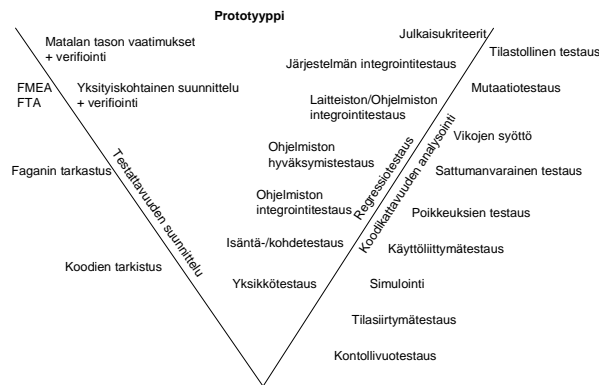 Prototyyppi
Matalan tason vaatimukset
+ verifiointi
FMEA
FTA
Yksityiskohtainen suunnittelu
+ verifiointi
Faganin tarkastus
Testattavuuden suunnittelu
Koodien tarkistus
Julkaisukriteerit
Järjestelmän integrointitestaus
Laitteiston/Ohjelmiston
integrointitestaus
Ohjelmiston
hyväksymistestaus
Ohjelmiston
integrointitestaus
Isäntä-/kohdetestaus
Yksikkötestaus
Regressiotestaus
Koodikattavuuden analysointi
Tilastollinen testaus
Mutaatiotestaus
Vikojen syöttö
Sattumanvarainen testaus
Poikkeuksien testaus
Käyttöliittymätestaus
Simulointi
Tilasiirtymätestaus
Kontollivuotestaus